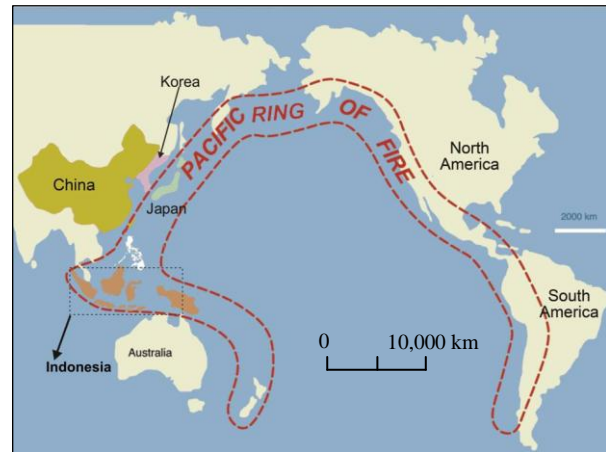 Korea
PACIFIC RING OF FIRE
North
America
China
Japan
2000 km
South
America
0 10,000 km
Australia
Indonesia